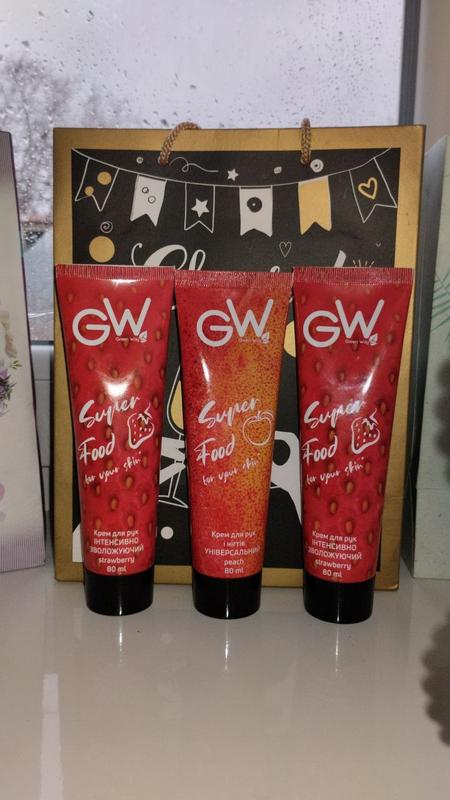 GW
Green Way
Super
Food
for your skin
Крем для рук
ІНТЕНСИВНО
ЗВОЛОЖУЮЧИЙ
strawberry
80 ml
GW
Green Way
Super
Food
for your skin
Крем для рук
і нігтів
УНІВЕРСАЛЬНИЙ
peach
80 ml
GW
Green Way
Super
Food
for your skin
Крем для рук
ІНТЕНСИВНО
ЗВОЛОЖУЮЧИЙ
strawberry
80 ml